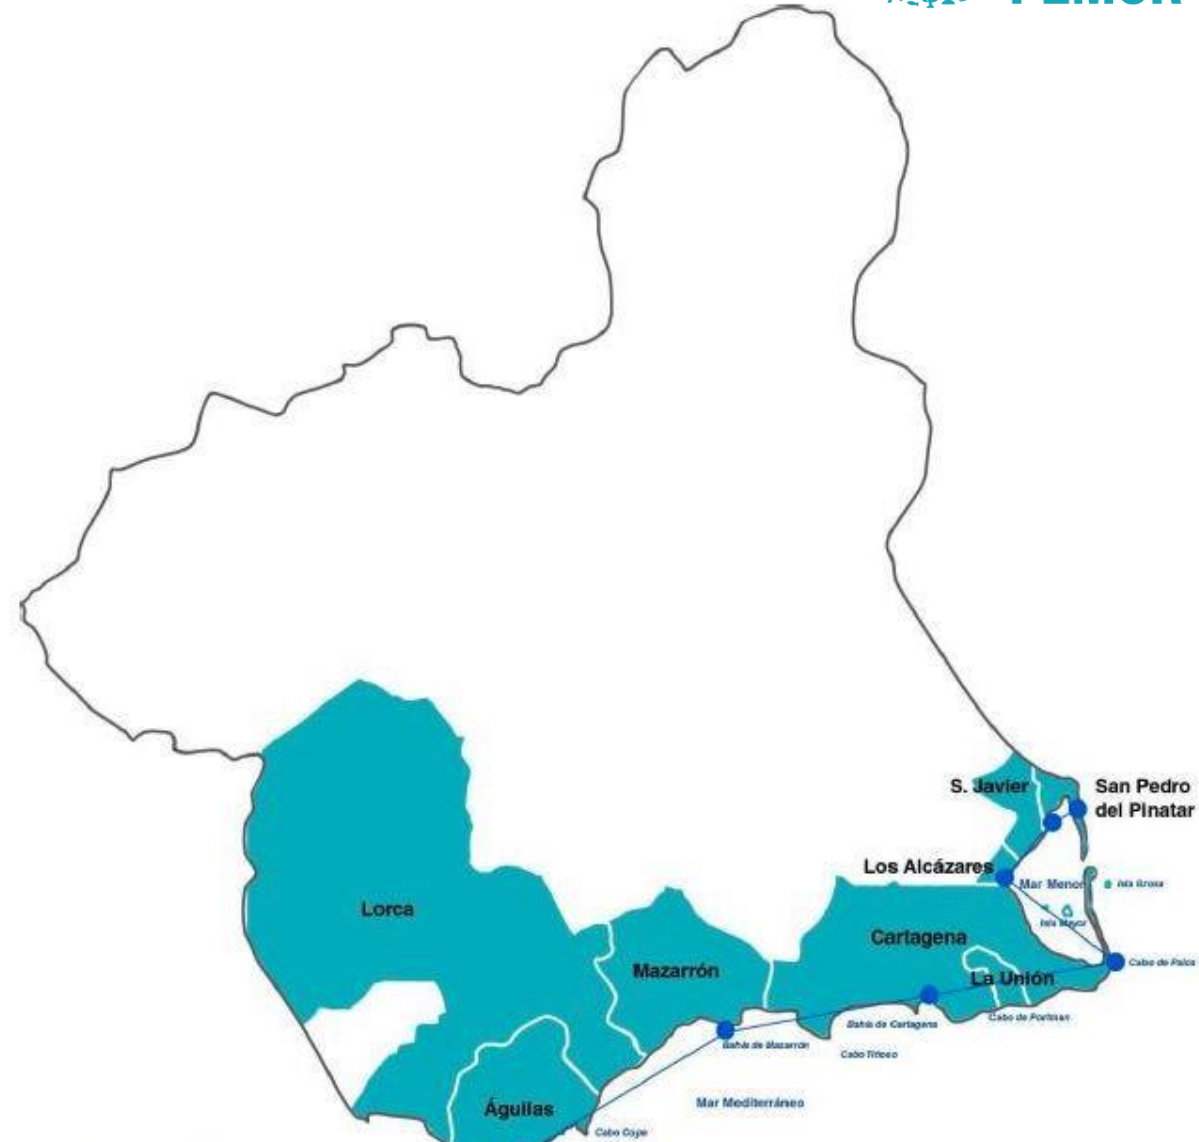 S. Javier
San Pedro
del Pinatar
Los Alcázares
Mar Menor
Isla Grosa
Isla Mayor
Lorca
Cartagena
Mazarrón
La Unión
Cabo de Palos
Bahía de Cartagena
Cabo de Portman
Bahía de Mazarrón
Cabo Tiñoso
Águilas
Mar Mediterráneo
Cabo Cope